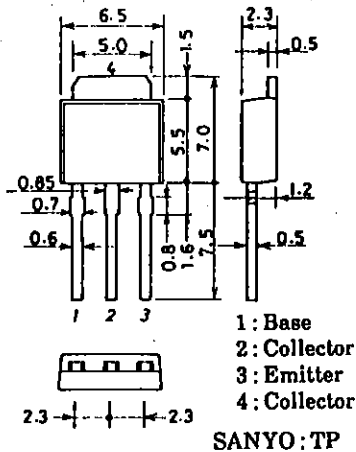 6.5
2.3
5.0
0.5
4
1.5
5.5
7.0
0.85
0.7
0.6
0.8
1.6
7.5
1.2
0.5
1 2 3
1 : Base
2 : Collector
3 : Emitter
4 : Collector
2.3 2.3
SANYO : TP